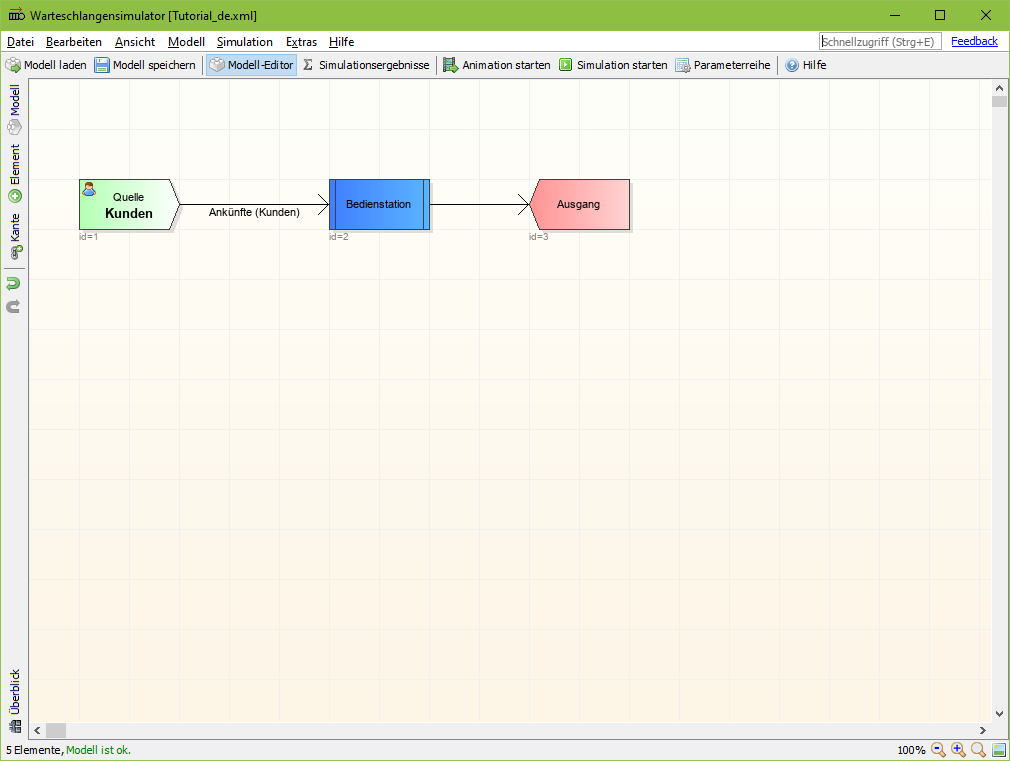 Warteschlangensimulator [Tutorial_de.xml]
Datei Bearbeiten Ansicht Modell Simulation Extras Hilfe Schnellzugriff (Strg+E) Feedback
Modell laden Modell speichern Modell-Editor Σ Simulationsergebnisse Animation starten Simulation starten Parameterreihe Hilfe
Modell
Element
Kante
Quelle
Kunden
id=1
Ankünfte (Kunden)
Bedienstation
id=2
Ausgang
id=3
Überblick
5 Elemente, Modell ist ok. 100%